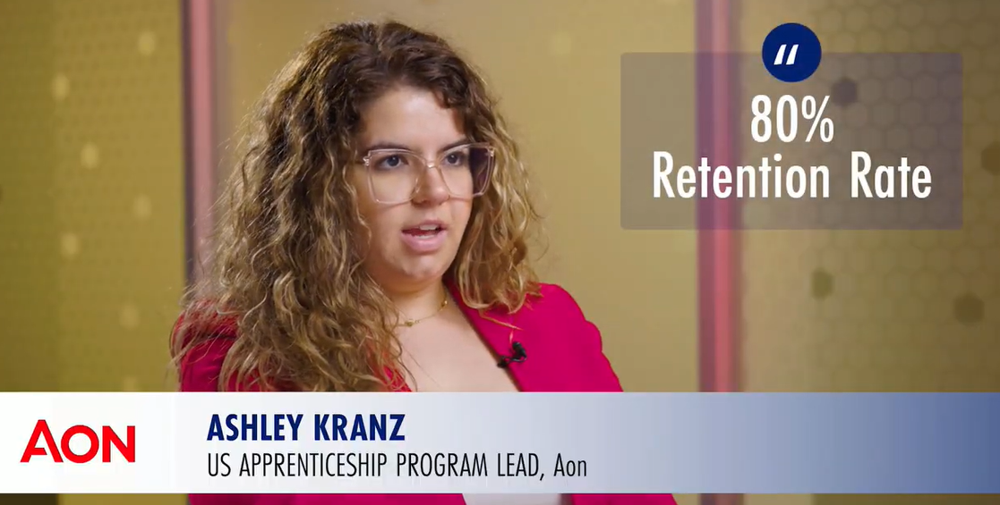 80%
Retention Rate
AON
ASHLEY KRANZ
US APPRENTICESHIP PROGRAM LEAD, Aon